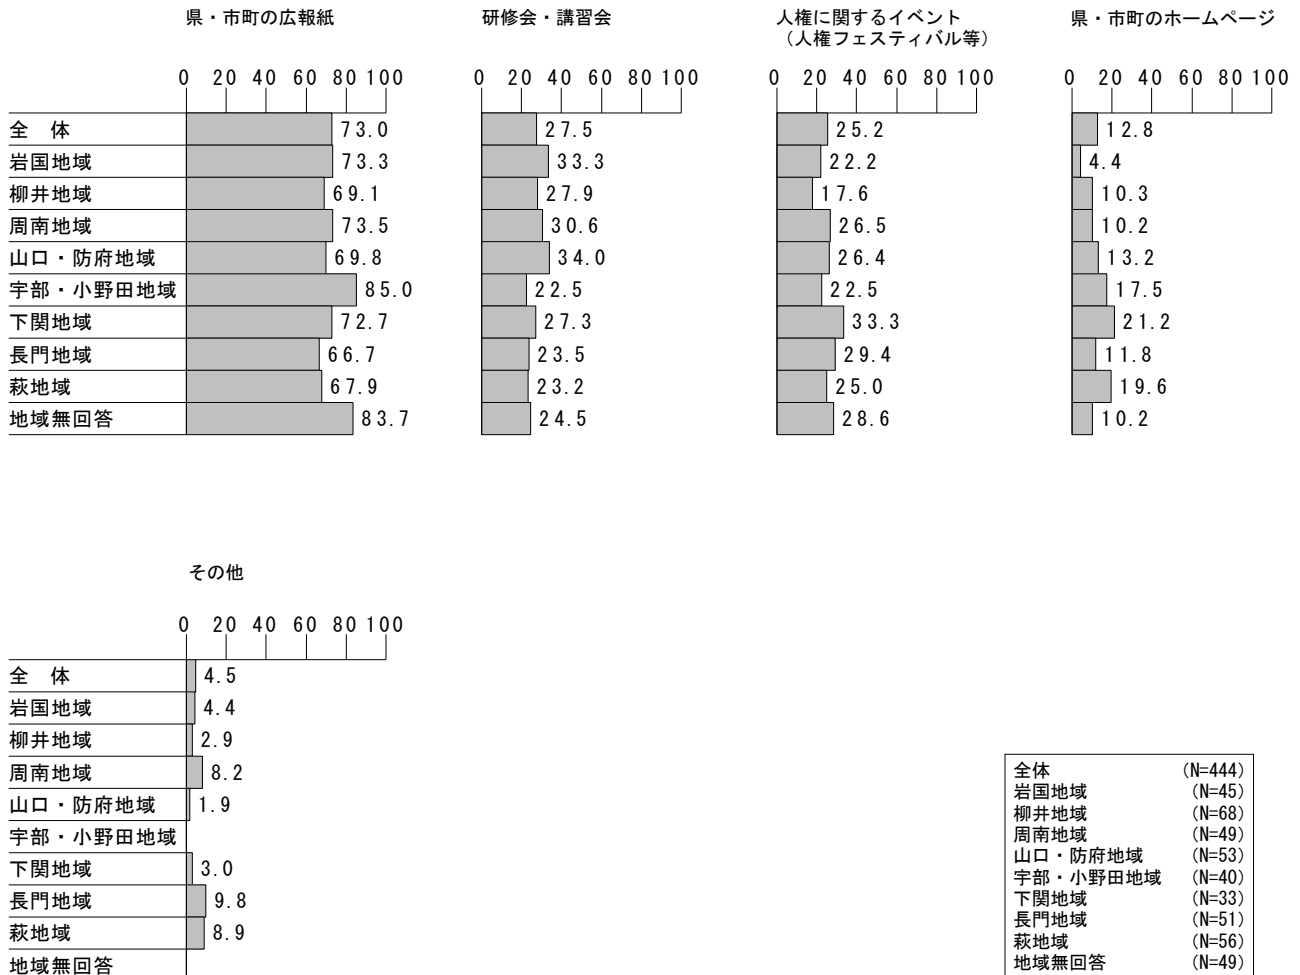 県・市町の広報紙 研修会・講習会 人権に関するイベント 県・市町のホームページ
（人権フェスティバル等）
0 20 40 60 80 100 0 20 40 60 80 100 0 20 40 60 80 100 0 20 40 60 80 100
全　体 73.0 27.5 25.2 12.8
岩国地域 73.3 33.3 22.2 4.4
柳井地域 69.1 27.9 17.6 10.3
周南地域 73.5 30.6 26.5 10.2
山口・防府地域 69.8 34.0 26.4 13.2
宇部・小野田地域 85.0 22.5 22.5 17.5
下関地域 72.7 27.3 33.3 21.2
長門地域 66.7 23.5 29.4 11.8
萩地域 67.9 23.2 25.0 19.6
地域無回答 83.7 24.5 28.6 10.2
その他
0 20 40 60 80 100
全　体 4.5
岩国地域 4.4
柳井地域 2.9
周南地域 8.2
山口・防府地域 1.9
宇部・小野田地域
下関地域 3.0
長門地域 9.8
萩地域 8.9
地域無回答
全体 (N=444)
岩国地域 (N=45)
柳井地域 (N=68)
周南地域 (N=49)
山口・防府地域 (N=53)
宇部・小野田地域 (N=40)
下関地域 (N=33)
長門地域 (N=51)
萩地域 (N=56)
地域無回答 (N=49)